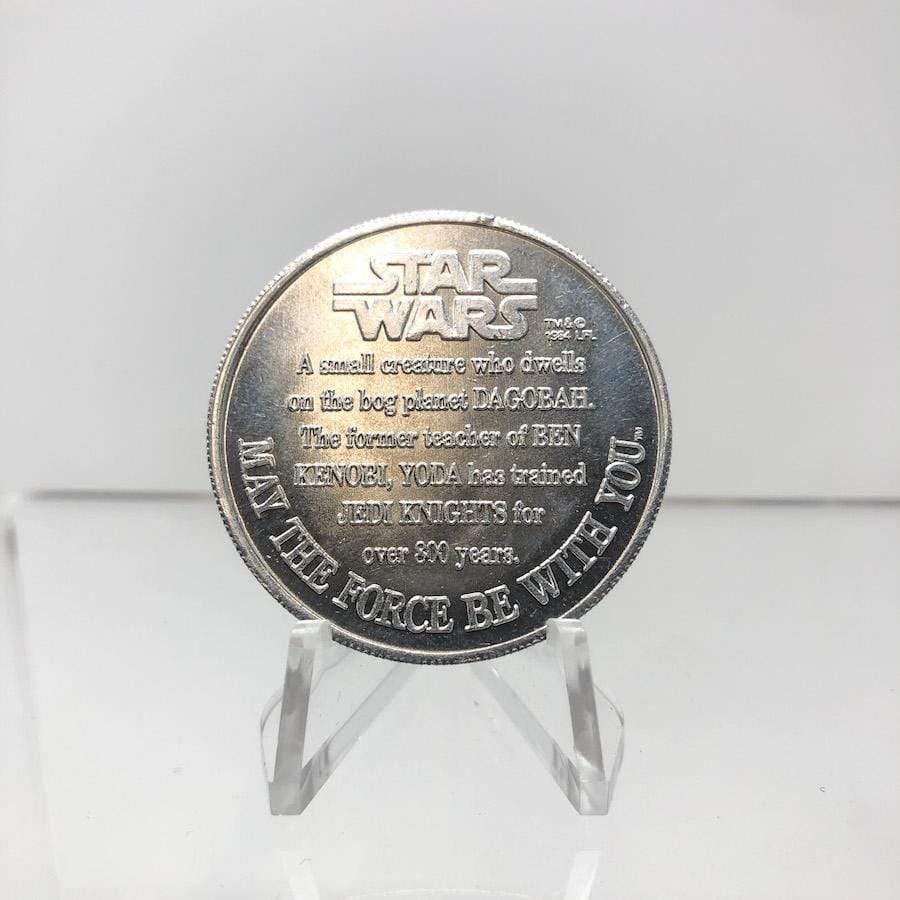 STAR
WARS
TM & ©
1984 LFL
A small creature who dwells
on the bog planet DAGOBAH.
The former teacher of BEN
KENOBI, YODA has trained
JEDI KNIGHTS for
over 800 years.
MAY THE FORCE BE WITH YOU™